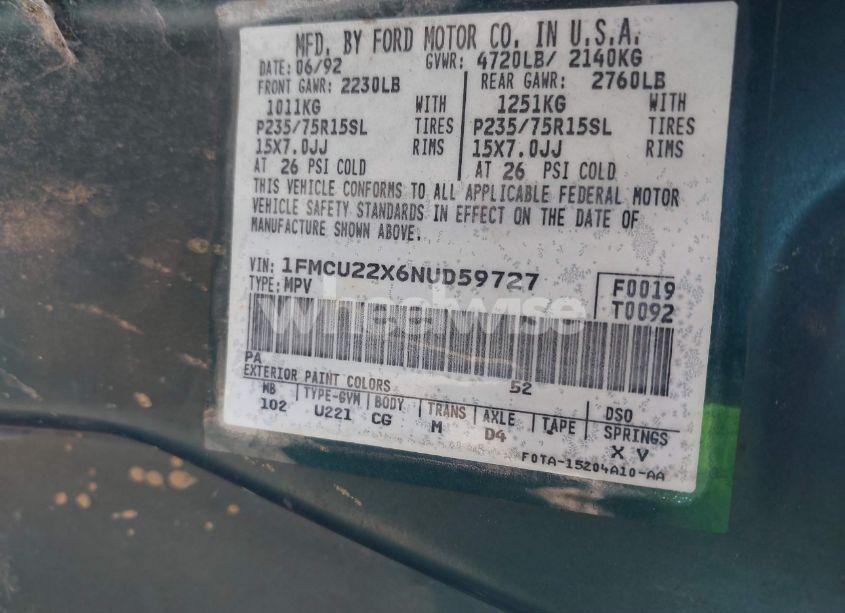 MFD. BY FORD MOTOR CO. IN U.S.A.
DATE: 06/92 GVWR: 4720LB/ 2140KG
FRONT GAWR: 2230LB REAR GAWR: 2760LB
1011KG WITH 1251KG WITH
P235/75R15SL TIRES P235/75R15SL TIRES
15X7.0JJ RIMS 15X7.0JJ RIMS
AT 26 PSI COLD AT 26 PSI COLD
THIS VEHICLE CONFORMS TO ALL APPLICABLE FEDERAL MOTOR
VEHICLE SAFETY STANDARDS IN EFFECT ON THE DATE OF
MANUFACTURE SHOWN ABOVE.
VIN: 1FMCU22X6NUD59727 F0019
TYPE: MPV T0092
wheelwise
PA 52
EXTERIOR PAINT COLORS DSO
MB TYPE-GVM BODY TRANS AXLE TAPE SPRINGS
102 U221 CG M D4 - X V
F0TA-15204A10-AA